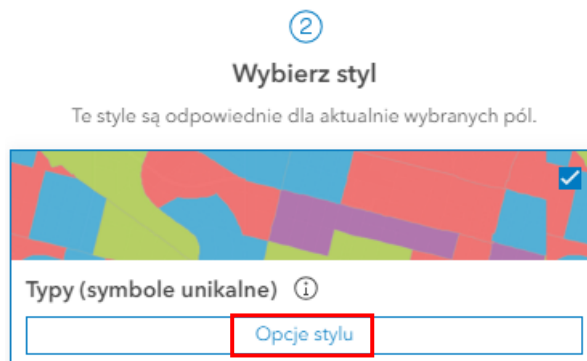 2
Wybierz styl
Te style są odpowiednie dla aktualnie wybranych pól.
Typy (symbole unikalne)
Opcje stylu